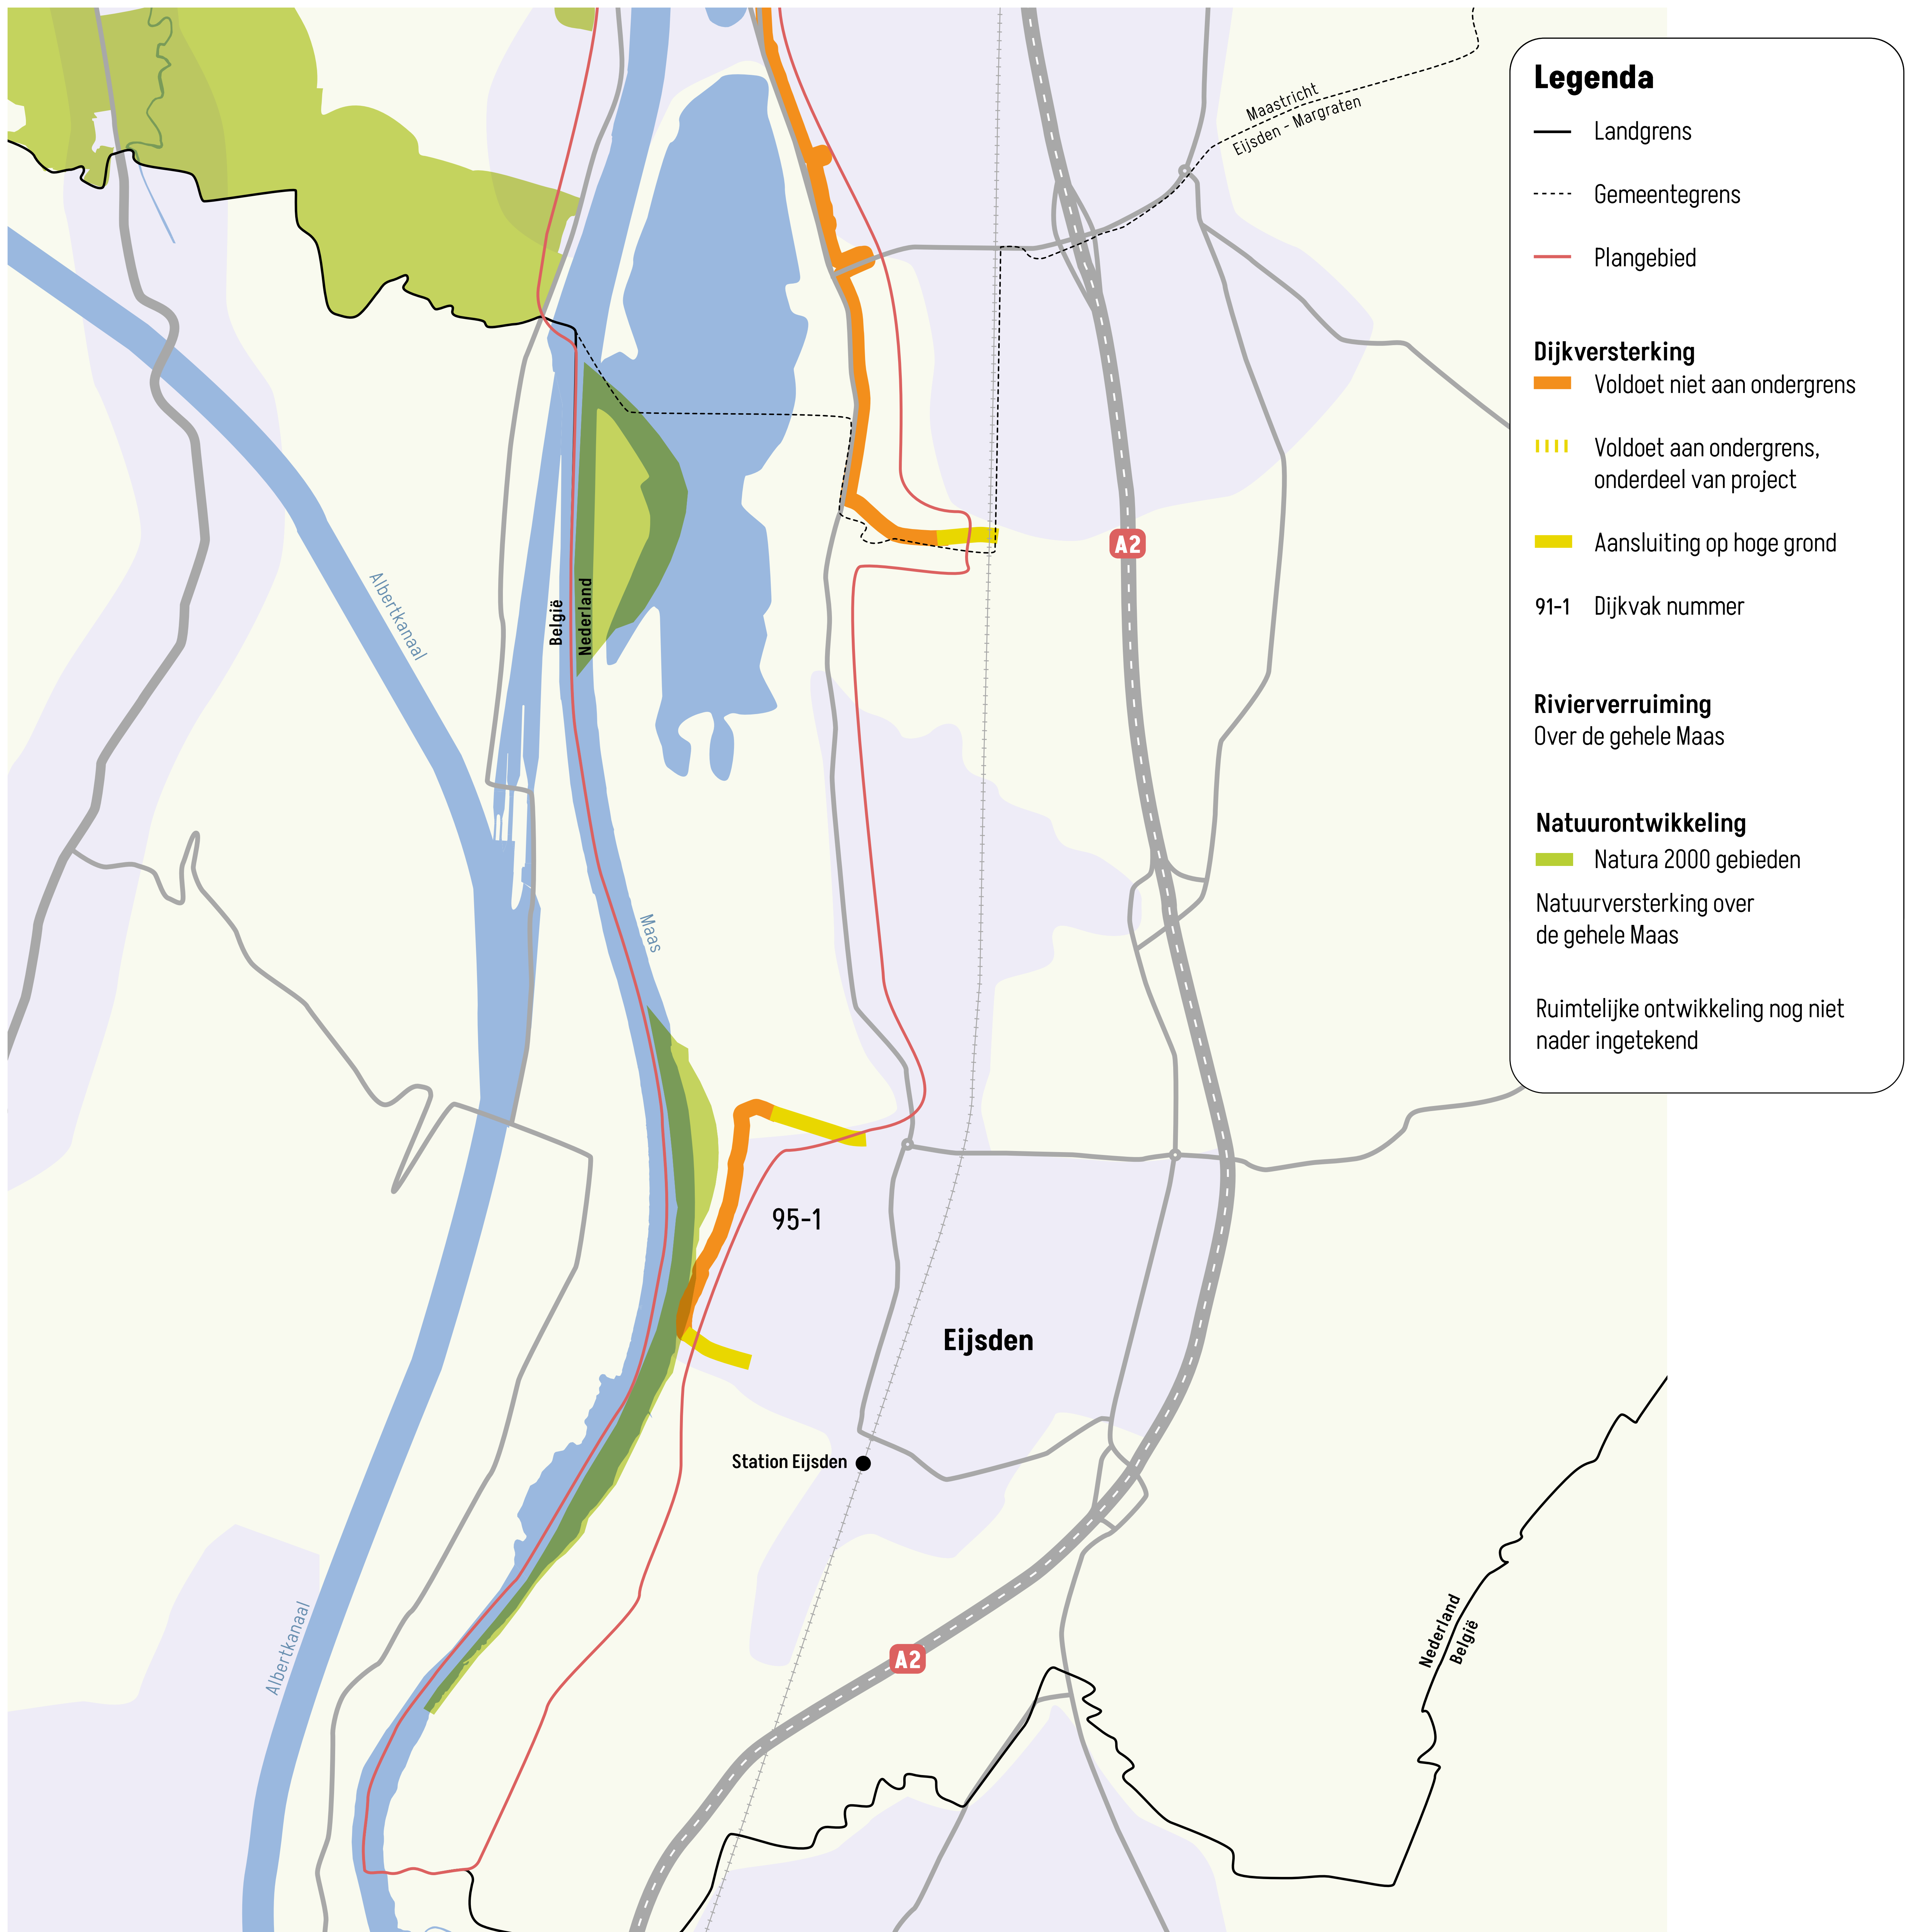 Maastricht
Eijsden - Margraten
A2
Albertkanaal
België
Nederland
Maas
95-1
Eijsden
Station Eijsden
A2
Albertkanaal
Nederland
België
Legenda
Landgrens
Gemeentegrens
Plangebied
Dijkversterking
Voldoet niet aan ondergrens
Voldoet aan ondergrens,
onderdeel van project
Aansluiting op hoge grond
91-1 Dijkvak nummer
Rivierverruiming
Over de gehele Maas
Natuurontwikkeling
Natura 2000 gebieden
Natuurversterking over
de gehele Maas
Ruimtelijke ontwikkeling nog niet
nader ingetekend